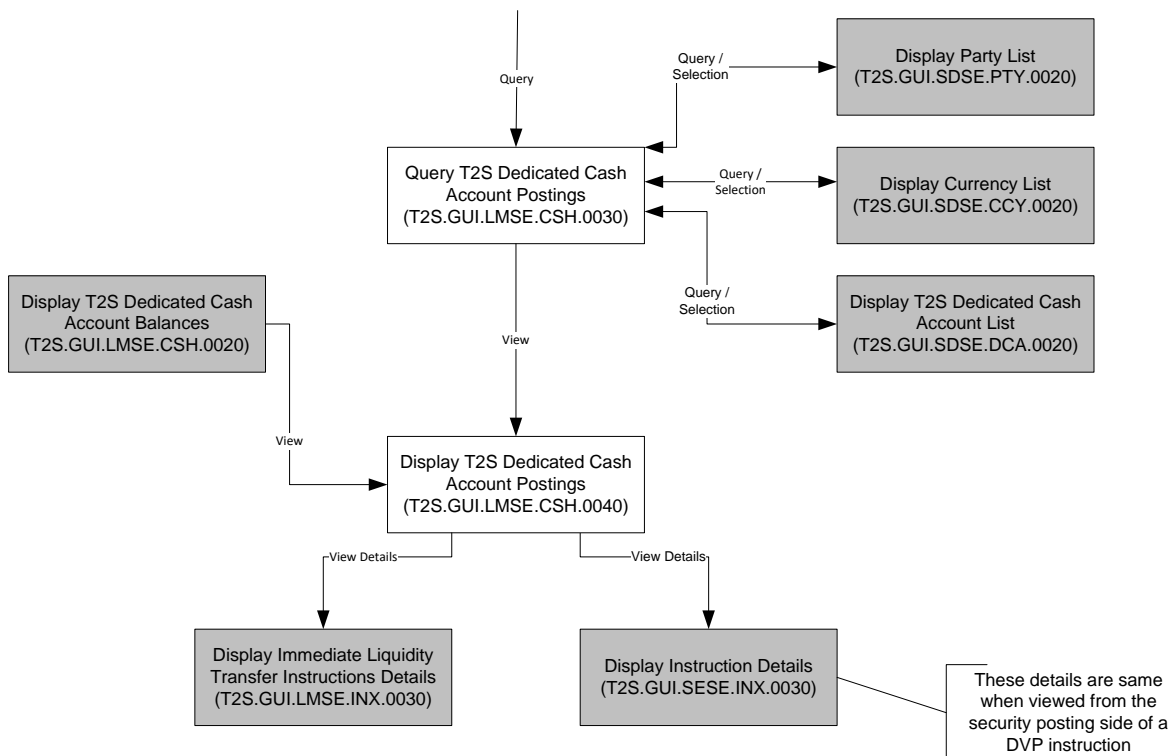 Query
Query /
Selection
Display Party List
(T2S.GUI.SDSE.PTY.0020)
Query T2S Dedicated Cash
Account Postings
(T2S.GUI.LMSE.CSH.0030)
Query /
Selection
Display Currency List
(T2S.GUI.SDSE.CCY.0020)
Query /
Selection
Display T2S Dedicated Cash
Account List
(T2S.GUI.SDSE.DCA.0020)
Display T2S Dedicated Cash
Account Balances
(T2S.GUI.LMSE.CSH.0020)
View
View
Display T2S Dedicated Cash
Account Postings
(T2S.GUI.LMSE.CSH.0040)
View Details
View Details
Display Immediate Liquidity
Transfer Instructions Details
(T2S.GUI.LMSE.INX.0030)
Display Instruction Details
(T2S.GUI.SESE.INX.0030)
These details are same
when viewed from the
security posting side of a
DVP instruction